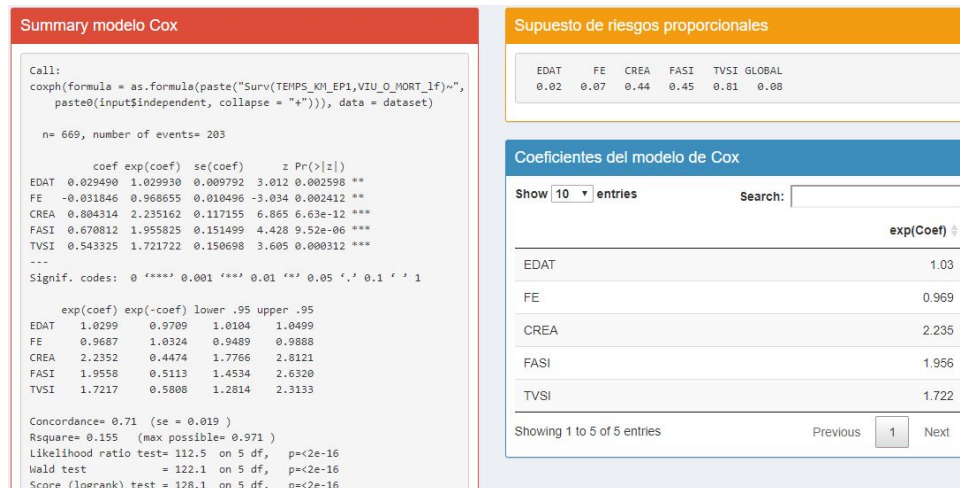 Summary modelo Cox
Call:
coxph(formula = as.formula(paste("Surv(TEMPS_KM_EP1,VIU_O_MORT_lf)~",
paste0(input$independent, collapse = "+"))), data = dataset)
n= 669, number of events= 203
coef exp(coef) se(coef) z Pr(>|z|)
EDAT 0.029490 1.029930 0.009792 3.012 0.002598 **
FE -0.031846 0.968655 0.010496 -3.034 0.002412 **
CREA 0.804314 2.235162 0.117155 6.865 6.63e-12 ***
FASI 0.670812 1.955825 0.151499 4.428 9.52e-06 ***
TVSI 0.543325 1.721722 0.150698 3.605 0.000312 ***
---
Signif. codes: 0 ‘***’ 0.001 ‘**’ 0.01 ‘*’ 0.05 ‘.’ 0.1 ‘ ’ 1
exp(coef) exp(-coef) lower .95 upper .95
EDAT 1.0299 0.9709 1.0104 1.0499
FE 0.9687 1.0324 0.9489 0.9888
CREA 2.2352 0.4474 1.7766 2.8121
FASI 1.9558 0.5113 1.4534 2.6320
TVSI 1.7217 0.5808 1.2814 2.3133
Concordance= 0.71 (se = 0.019 )
Rsquare= 0.155 (max possible= 0.971 )
Likelihood ratio test= 112.5 on 5 df, p=<2e-16
Wald test = 122.1 on 5 df, p=<2e-16
Score (logrank) test = 128.1 on 5 df, p=<2e-16
Supuesto de riesgos proporcionales
EDAT FE CREA FASI TVSI GLOBAL
0.02 0.07 0.44 0.45 0.81 0.08
Coeficientes del modelo de Cox
Show 10 entries Search:
exp(Coef)
EDAT 1.03
FE 0.969
CREA 2.235
FASI 1.956
TVSI 1.722
Showing 1 to 5 of 5 entries Previous 1 Next